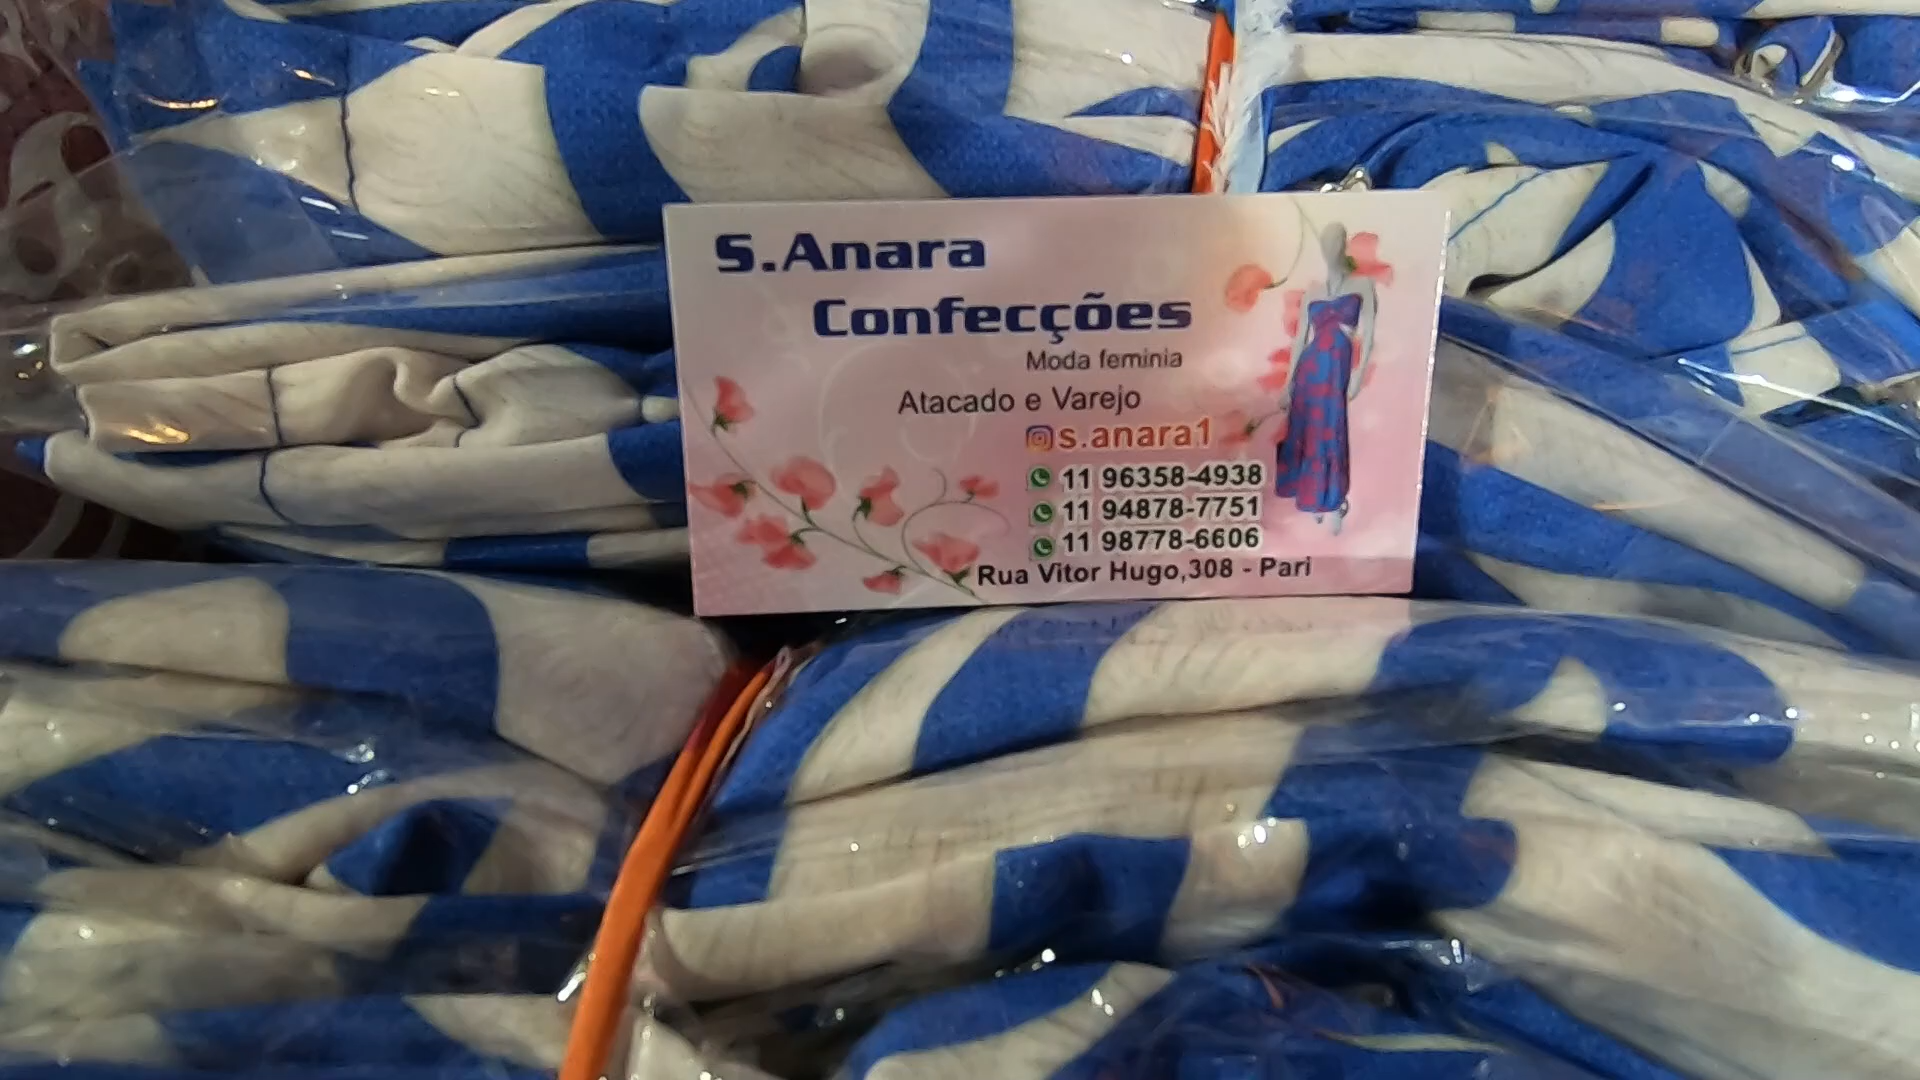 S.Anara
Confecções
Moda feminia
Atacado e Varejo
s.anara1
11 96358-4938
11 94878-7751
11 98778-6606
Rua Vitor Hugo,308 - Pari